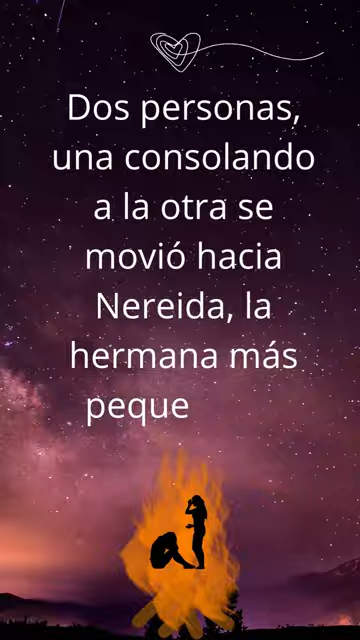 Dos personas,
una consolando
a la otra se
movió hacia
Nereida, la
hermana más
peque